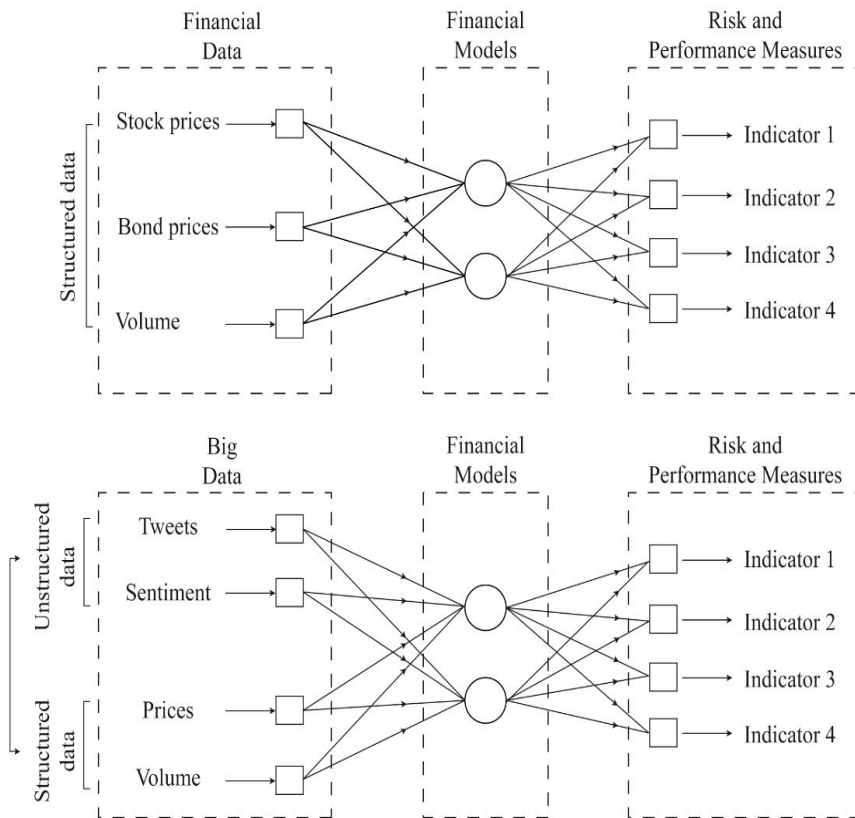 Financial
Data
Financial
Models
Risk and
Performance Measures
Structured data
Stock prices
Bond prices
Volume
Indicator 1
Indicator 2
Indicator 3
Indicator 4
Big
Data
Financial
Models
Risk and
Performance Measures
Unstructured
data
Structured
data
Tweets
Sentiment
Prices
Volume
Indicator 1
Indicator 2
Indicator 3
Indicator 4